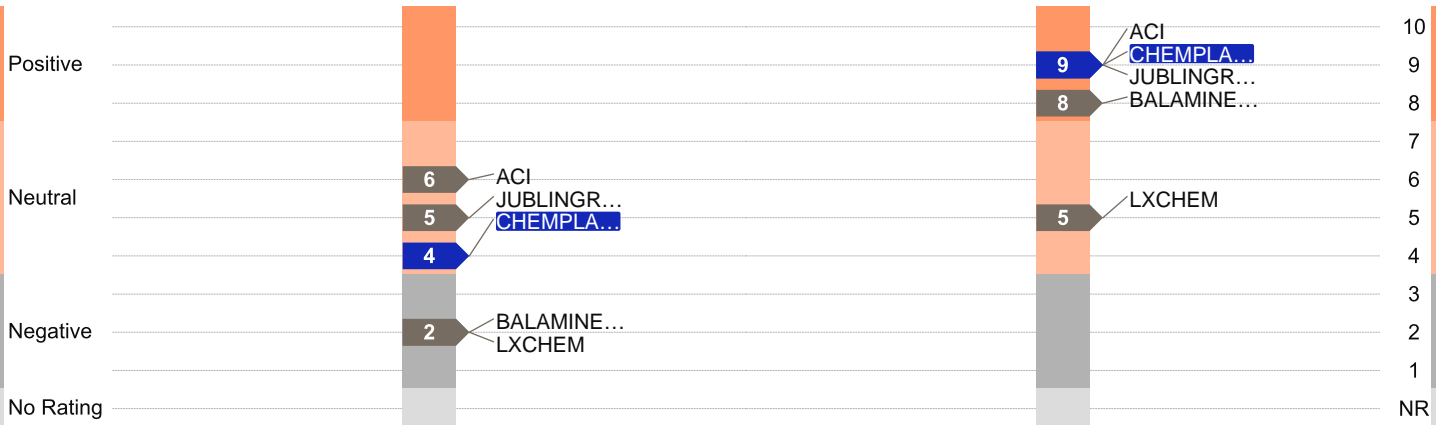 Positive
Neutral
Negative
No Rating
6
5
4
2
ACI
JUBLINGR...
CHEMPLA...
BALAMINE...
LXCHEM
9
8
5
ACI
CHEMPLA...
JUBLINGR...
BALAMINE...
LXCHEM
10
9
8
7
6
5
4
3
2
1
NR